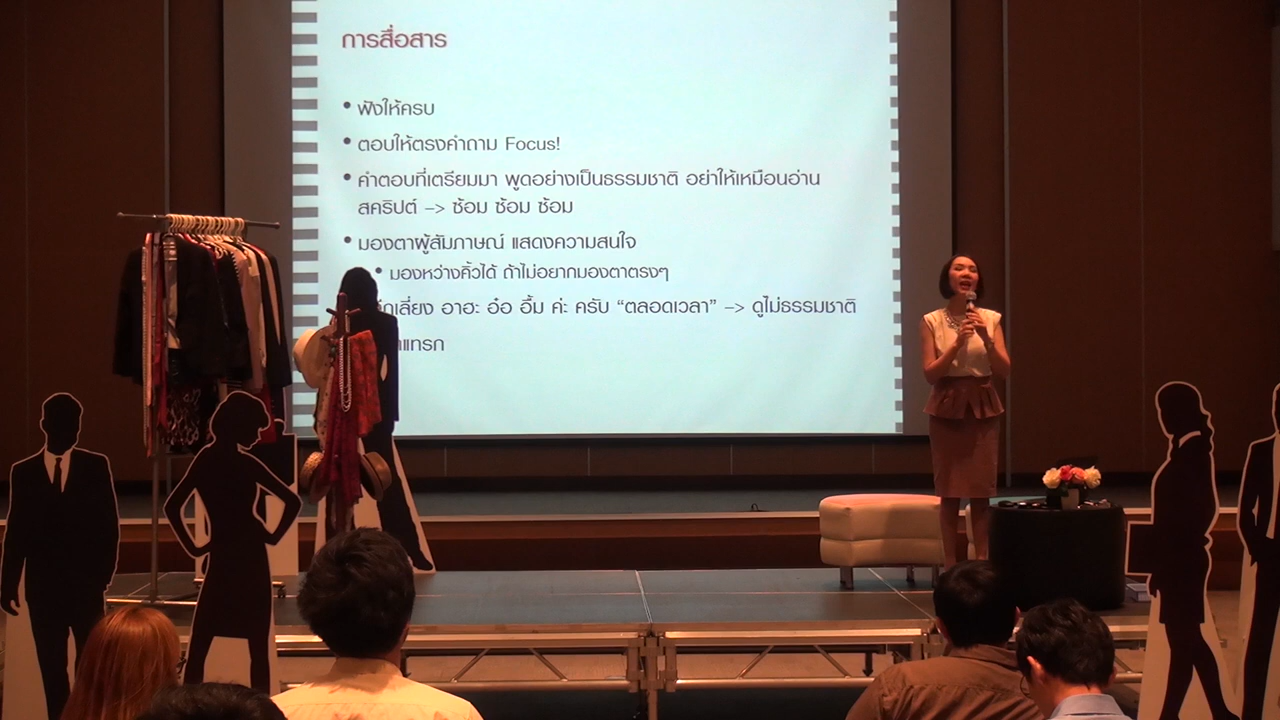 การสื่อสาร
• ฟังให้ครบ
• ตอบให้ตรงคำถาม Focus!
• คำตอบที่เตรียมมา พูดอย่างเป็นธรรมชาติ อย่าให้เหมือนอ่าน
สคริปต์ –> ซ้อม ซ้อม ซ้อม
• มองตาผู้สัมภาษณ์ แสดงความสนใจ
• มองหว่างคิ้วได้ ถ้าไม่อยากมองตาตรงๆ
กเลี่ยง อาฮะ อ๋อ อื้ม ค่ะ ครับ “ตลอดเวลา” –> ดูไม่ธรรมชาติ
แทรก